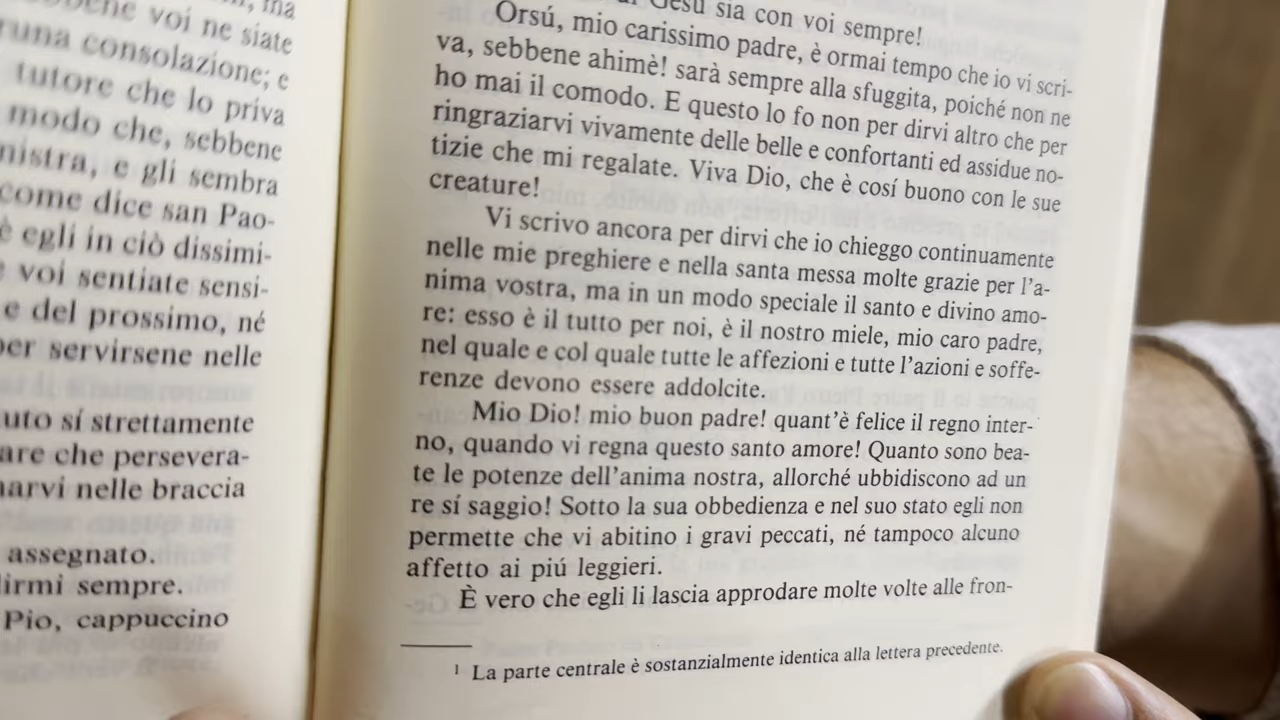 ma
bene voi ne siate
una consolazione; e
tutore che lo priva
modo che, sebbene
nistra, e gli sembra
come dice san Pao-
è egli in ciò dissimi-
voi sentiate sensi-
e del prossimo, né
per servirsene nelle
uto sí strettamente
are che persevera-
narvi nelle braccia
assegnato.
dirmi sempre.
Pio, cappuccino
Gesú sia con voi sempre!
Orsú, mio carissimo padre, è ormai tempo che io vi scri-
va, sebbene ahimè! sarà sempre alla sfuggita, poiché non ne
ho mai il comodo. E questo lo fo non per dirvi altro che per
ringraziarvi vivamente delle belle e confortanti ed assidue no-
tizie che mi regalate. Viva Dio, che è cosí buono con le sue
creature!
Vi scrivo ancora per dirvi che io chieggo continuamente
nelle mie preghiere e nella santa messa molte grazie per l'a-
nima vostra, ma in un modo speciale il santo e divino amo-
re: esso è il tutto per noi, è il nostro miele, mio caro padre,
nel quale e col quale tutte le affezioni e tutte l'azioni e soffe-
renze devono essere addolcite.
Mio Dio! mio buon padre! quant'è felice il regno inter-
no, quando vi regna questo santo amore! Quanto sono bea-
te le potenze dell'anima nostra, allorché ubbidiscono ad un
re sí saggio! Sotto la sua obbedienza e nel suo stato egli non
permette che vi abitino i gravi peccati, né tampoco alcuno
affetto ai piú leggieri.
È vero che egli li lascia approdare molte volte alle fron-
1 La parte centrale è sostanzialmente identica alla lettera precedente.